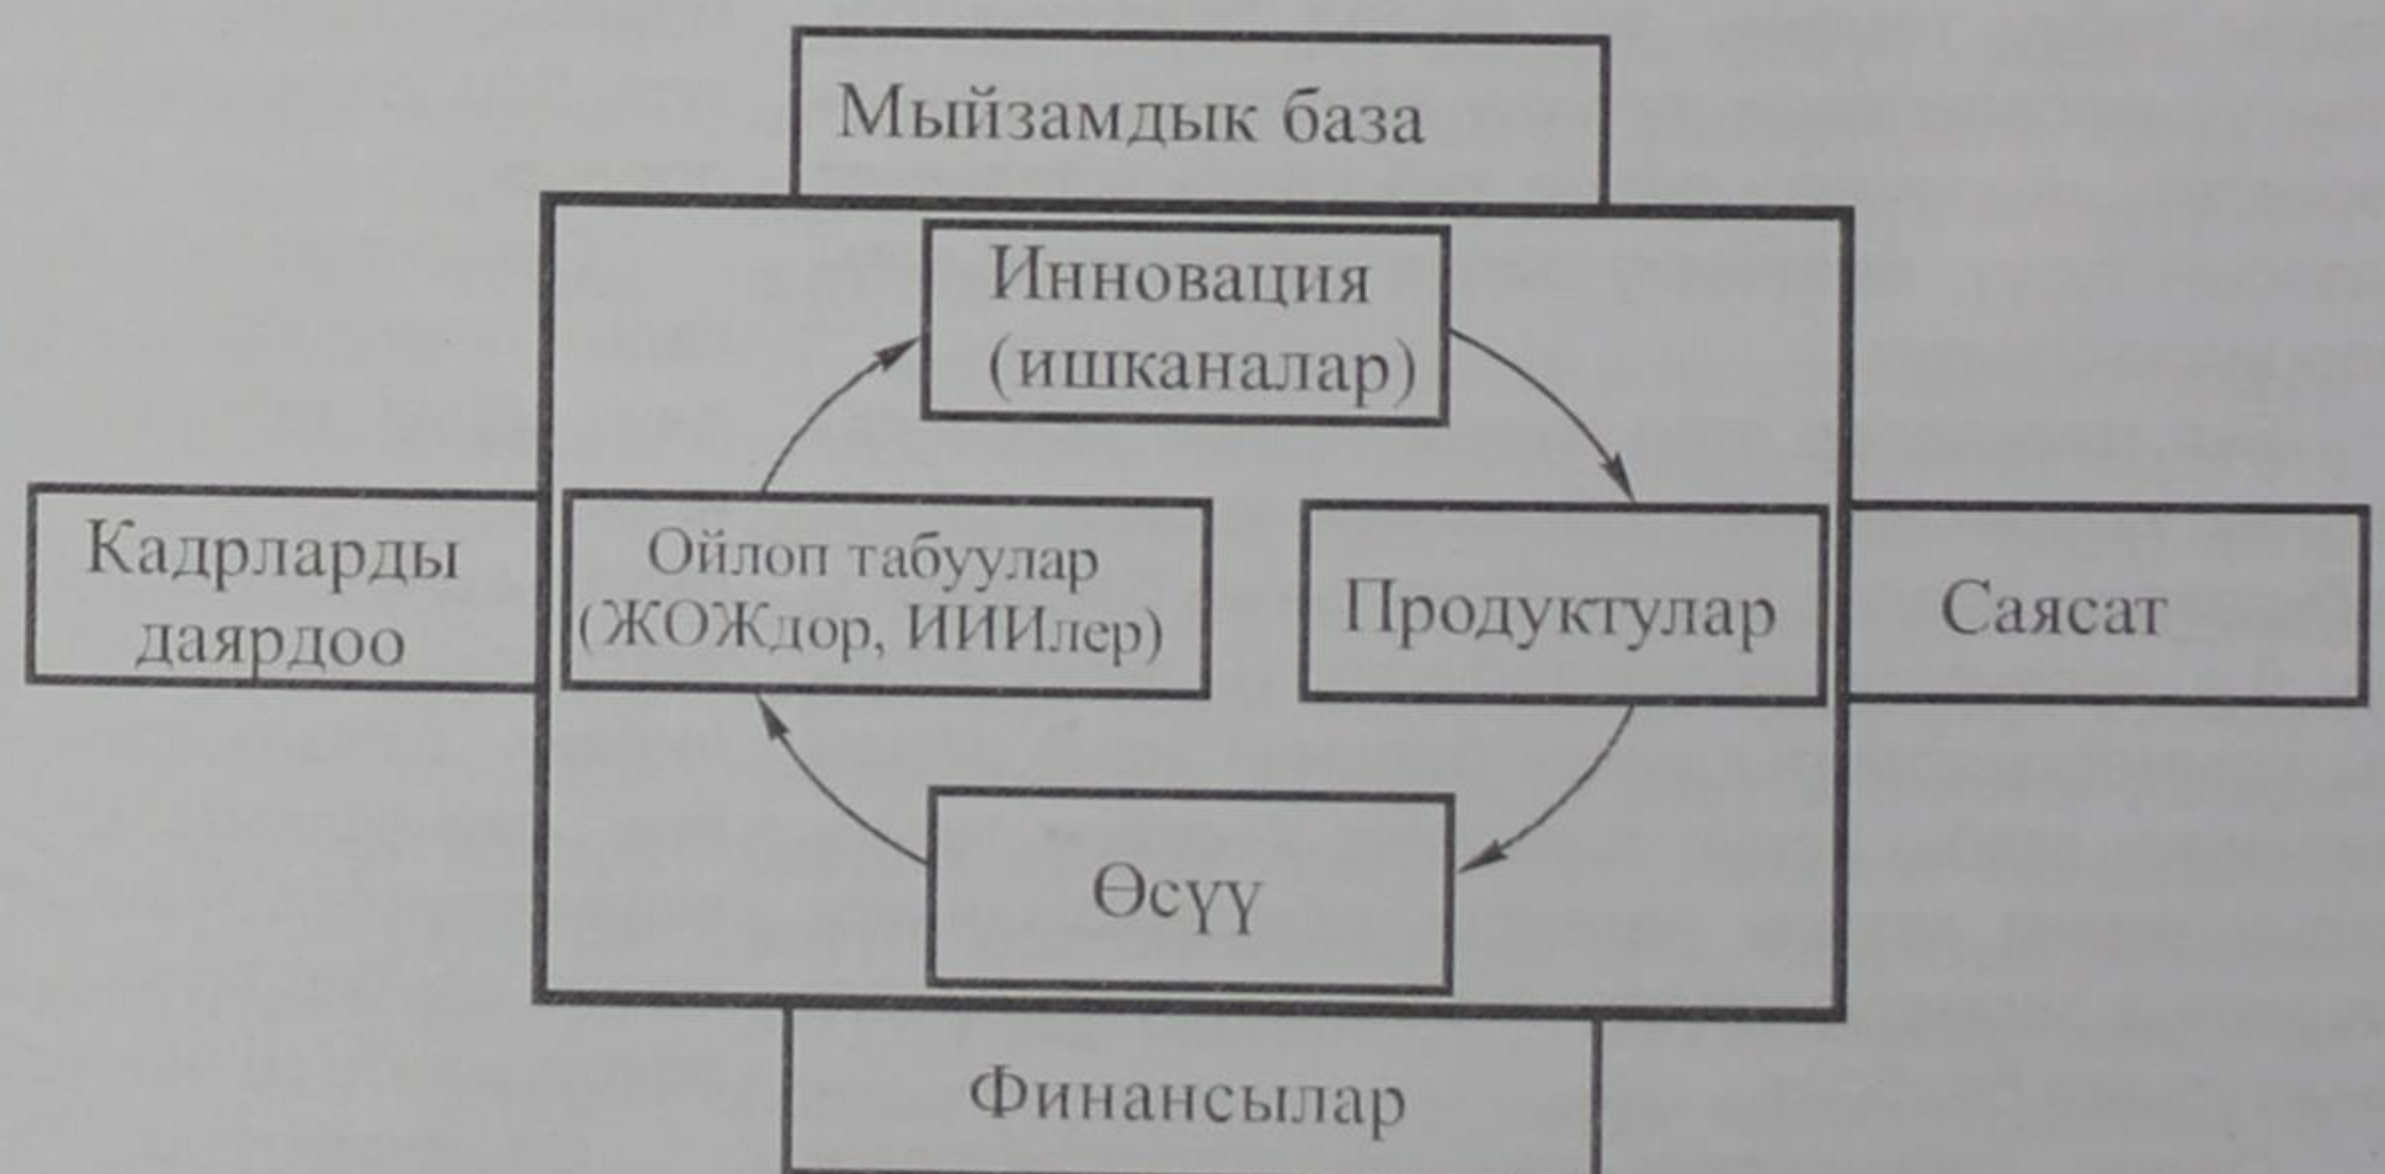 Мыйзамдык база
Инновация
(ишканалар)
Кадрларды
даярдоо
Ойлоп табуулар
(ЖОЖдор, ИИИлер)
Продуктулар
Саясат
Өсүү
Финансылар